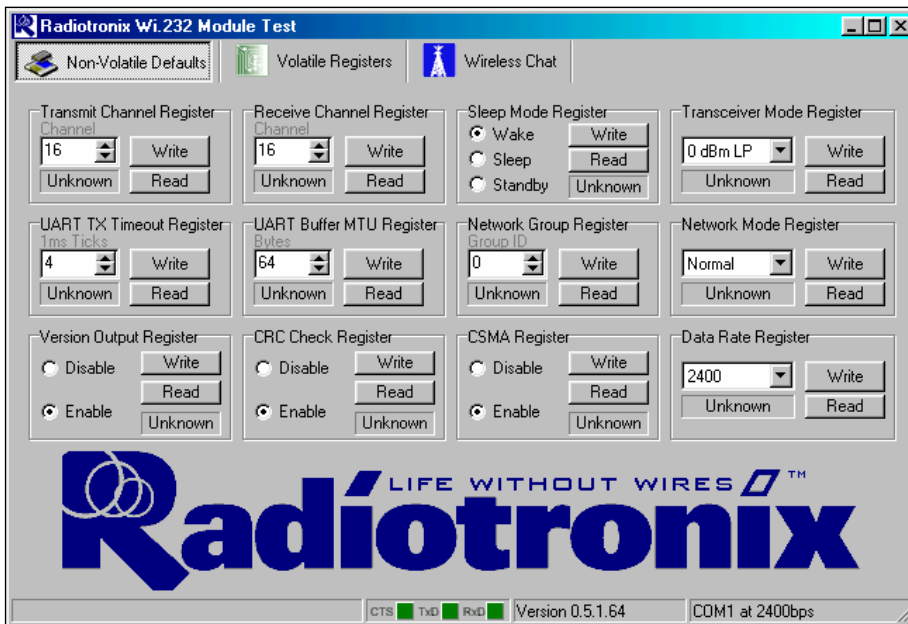 Radiotronix Wi.232 Module Test
Non-Volatile Defaults
Volatile Registers
Wireless Chat
Transmit Channel Register
Channel
16
Write
Unknown
Read
Receive Channel Register
Channel
16
Write
Unknown
Read
Sleep Mode Register
Wake
Write
Sleep
Read
Standby
Unknown
Transceiver Mode Register
0 dBm LP
Write
Unknown
Read
UART TX Timeout Register
1ms Ticks
4
Write
Unknown
Read
UART Buffer MTU Register
Bytes
64
Write
Unknown
Read
Network Group Register
Group ID
0
Write
Unknown
Read
Network Mode Register
Normal
Write
Unknown
Read
Version Output Register
Disable
Write
Read
Enable
Unknown
CRC Check Register
Disable
Write
Read
Enable
Unknown
CSMA Register
Disable
Write
Read
Enable
Unknown
Data Rate Register
2400
Write
Unknown
Read
LIFE WITHOUT WIRES ™
Radiotronix
CTS TxD RxD Version 0.5.1.64 COM1 at 2400bps